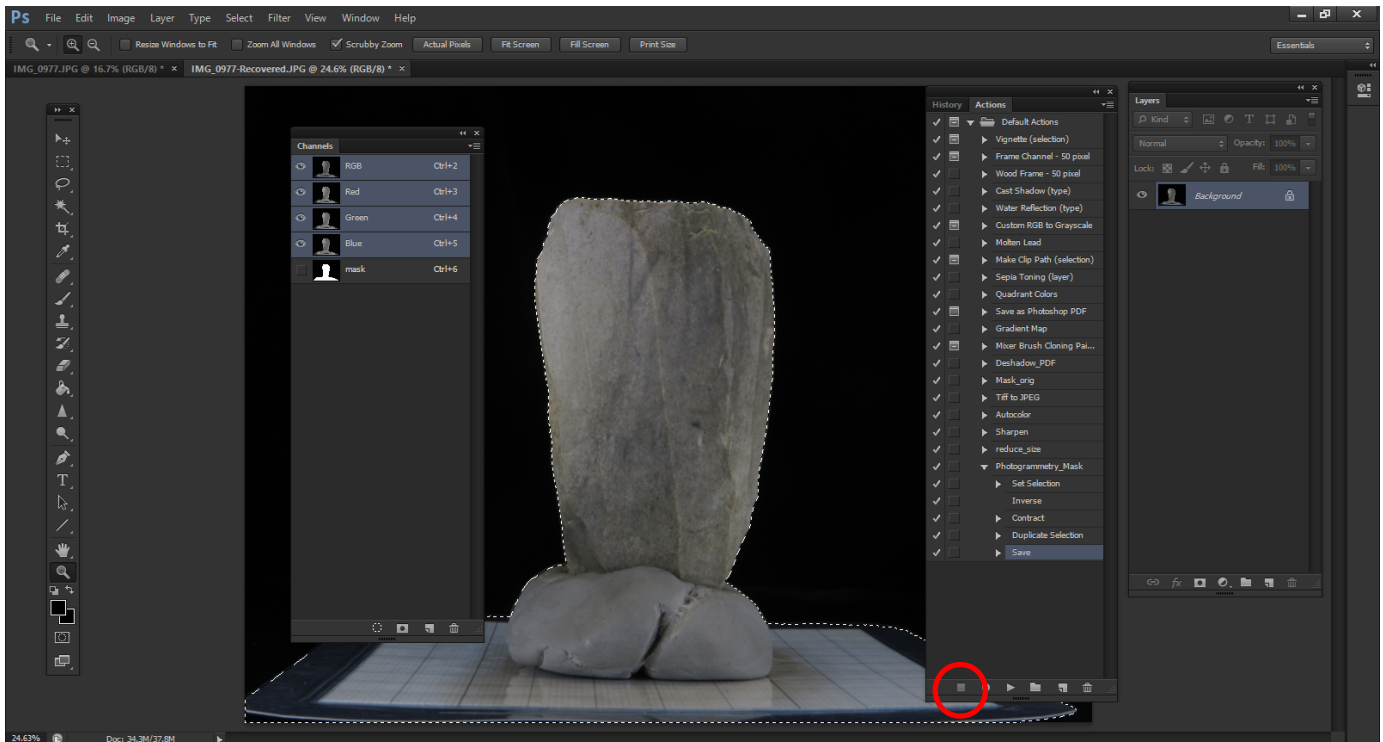 Ps File Edit Image Layer Type Select Filter View Window Help
Resize Windows to Fit Zoom All Windows Scrubby Zoom Actual Pixels Fit Screen Fill Screen Print Size Essentials
IMG_0977.JPG @ 16.7% (RGB/8) * × IMG_0977-Recovered.JPG @ 24.6% (RGB/8) * ×
Channels
RGB Ctrl+2
Red Ctrl+3
Green Ctrl+4
Blue Ctrl+5
mask Ctrl+6
History Actions
Default Actions
Vignette (selection)
Frame Channel - 50 pixel
Wood Frame - 50 pixel
Cast Shadow (type)
Water Reflection (type)
Custom RGB to Grayscale
Molten Lead
Make Clip Path (selection)
Sepia Toning (layer)
Quadrant Colors
Save as Photoshop PDF
Gradient Map
Mixer Brush Cloning Pai...
Deshadow_PDF
Mask_orig
Tiff to JPEG
Autocolor
Sharpen
reduce_size
Photogrammetry_Mask
Set Selection
Inverse
Contract
Duplicate Selection
Save
Layers
Kind
Normal Opacity: 100%
Lock: Fill: 100%
Background
24.63% Doc: 34.3M/37.8M